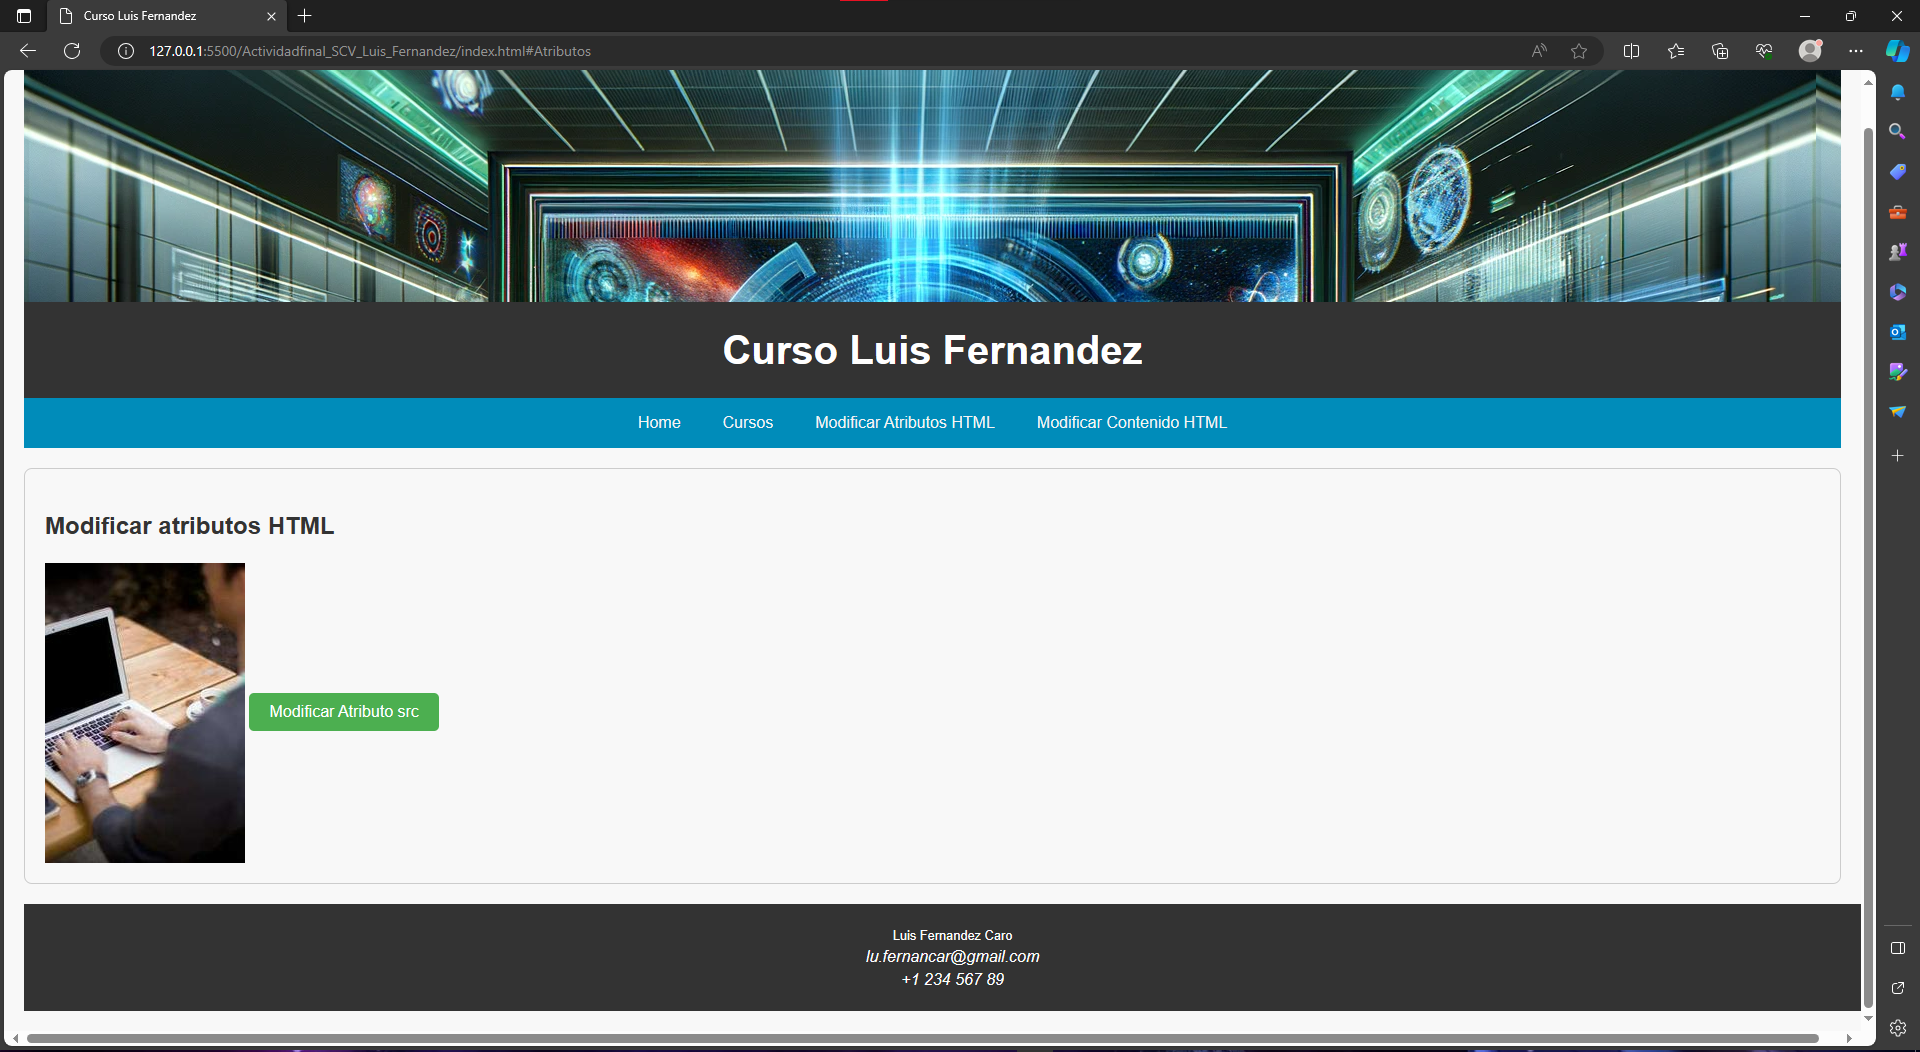 Curso Luis Fernandez
127.0.0.1:5500/Actividadfinal_SCV_Luis_Fernandez/index.html#Atributos
Curso Luis Fernandez
Home Cursos Modificar Atributos HTML Modificar Contenido HTML
Modificar atributos HTML
Modificar Atributo src
Luis Fernandez Caro
lu.fernancar@gmail.com
+1 234 567 89